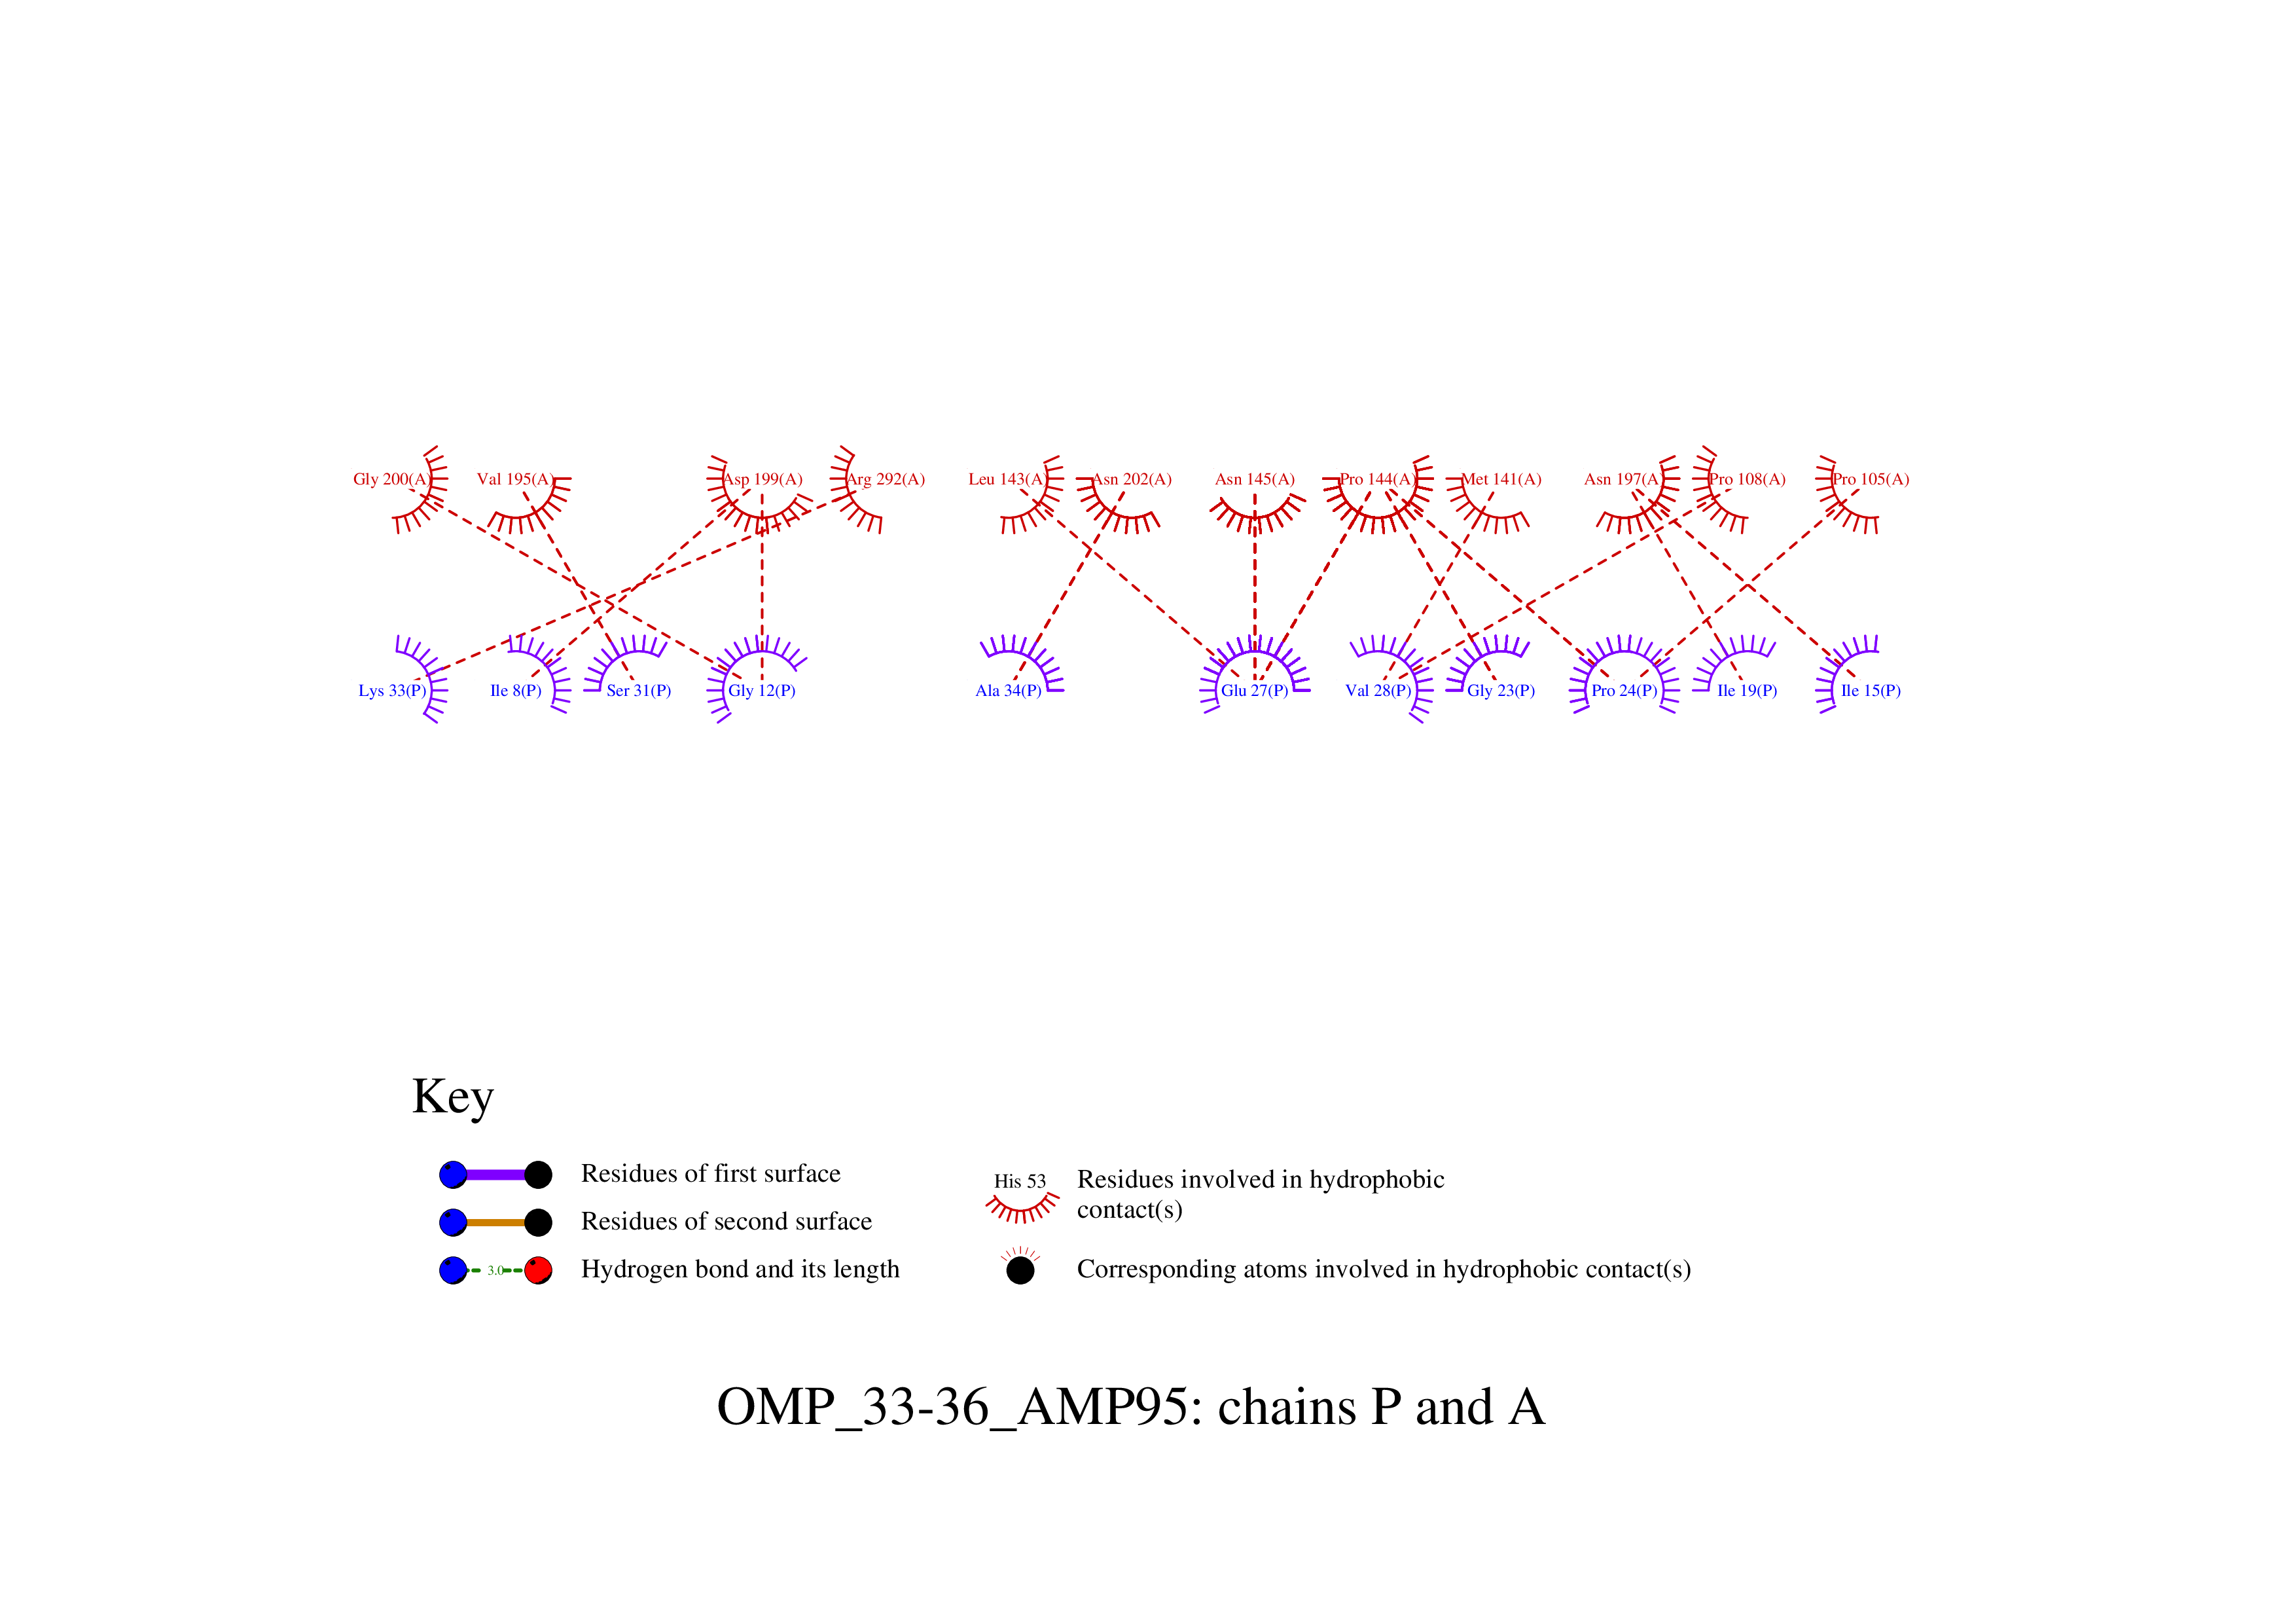 Gly 200(A) Val 195(A) Asp 199(A) Arg 292(A) Leu 143(A) Asn 202(A) Asn 145(A) Pro 144(A) Met 141(A) Asn 197(A) Pro 108(A) Pro 105(A)
Lys 33(P) Ile 8(P) Ser 31(P) Gly 12(P) Ala 34(P) Glu 27(P) Val 28(P) Gly 23(P) Pro 24(P) Ile 19(P) Ile 15(P)
Key
Residues of first surface
Residues of second surface
3.0 Hydrogen bond and its length
His 53 Residues involved in hydrophobic
contact(s)
Corresponding atoms involved in hydrophobic contact(s)
OMP_33-36_AMP95: chains P and A